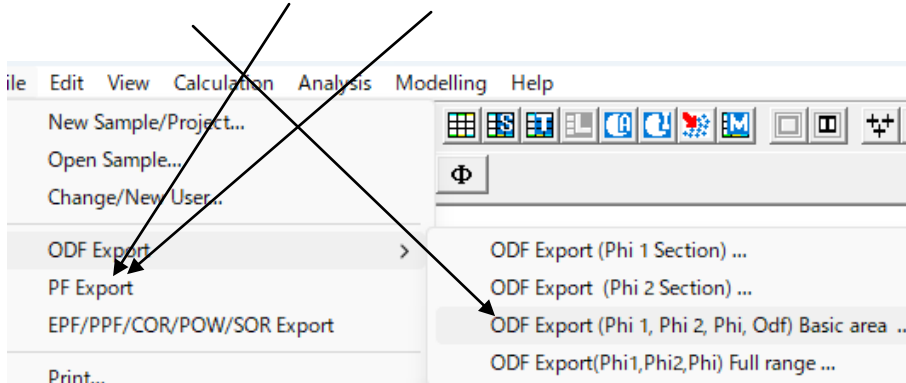 ile Edit View Calculation Analysis Modelling Help
New Sample/Project...
Open Sample...
Change/New User...
Φ
ODF Export >
ODF Export (Phi 1 Section) ...
PF Export
ODF Export (Phi 2 Section) ...
EPF/PPF/COR/POW/SOR Export
ODF Export (Phi 1, Phi 2, Phi, Odf) Basic area ..
ODF Export(Phi1,Phi2,Phi) Full range ...
Print...